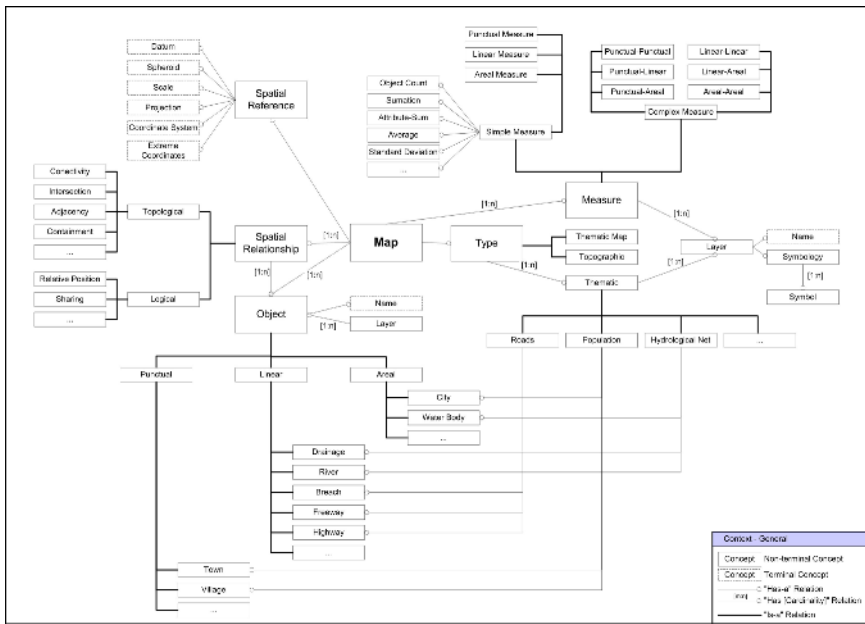 Datum
Spheroid
Scale
Projection
Coordinate System
Extreme
Coordinates
Spatial
Reference
Punctual Measure
Linear Measure
Areal Measure
Object Count
Sumation
Attribute-Sum
Average
Standard Deviation
...
Simple Measure
Punctual-Punctual
Punctual-Linear
Punctual-Areal
Linear-Linear
Linear-Areal
Areal-Areal
Complex Measure
Conectivity
Intersection
Adjacency
Containment
...
Topological
Relative Position
Sharing
...
Logical
Spatial
Relationship
[1:n]
[1:n]
[1:n]
Map
[1:n]
Measure
[1:n]
Type
Thematic Map
Topographic
[1:n]
Thematic
[1:n]
Layer
Name
Symbology
[1:n]
Symbol
Object
Name
[1:n]
Layer
Roads
Population
Hydrological Net
...
Punctual
Linear
Areal
City
Water Body
...
Drainage
River
Breach
Freeway
Highway
...
Town
Village
...
Context - General
Concept
Non-terminal Concept
Concept
Terminal Concept
"Has-a" Relation
"Has [Cardinality]" Relation
"Is-a" Relation